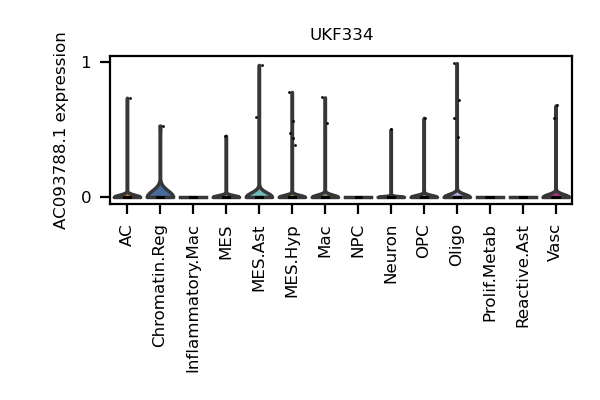 UKF334
AC093788.1 expression
1
0
AC
Chromatin.Reg
Inflammatory.Mac
MES
MES.Ast
MES.Hyp
Mac
NPC
Neuron
OPC
Oligo
Prolif.Metab
Reactive.Ast
Vasc